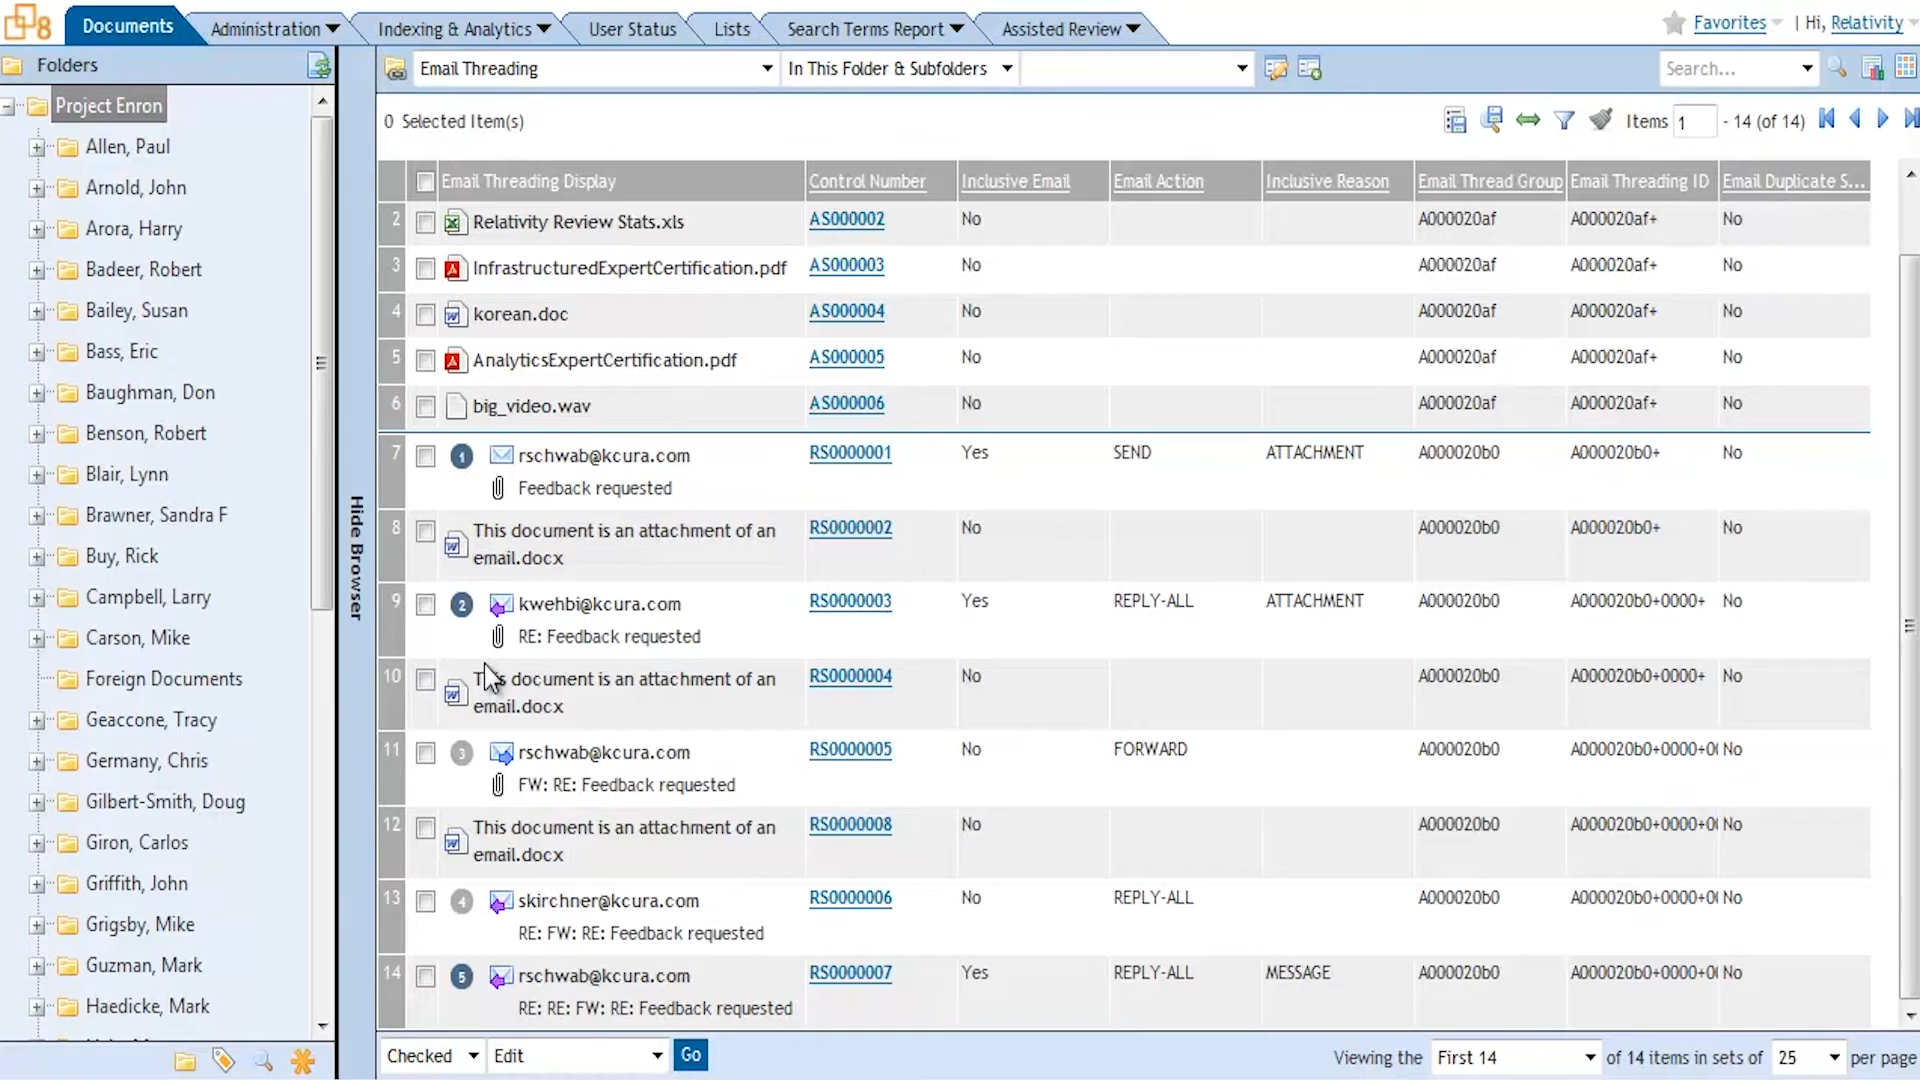 8 Documents Administration Indexing & Analytics User Status Lists Search Terms Report Assisted Review Favorites | Hi, Relativity
Folders Email Threading In This Folder & Subfolders Search...
0 Selected Item(s) Items 1 - 14 (of 14)
Project Enron
Allen, Paul
Arnold, John
Arora, Harry
Badeer, Robert
Bailey, Susan
Bass, Eric
Baughman, Don
Benson, Robert
Blair, Lynn
Brawner, Sandra F
Buy, Rick
Campbell, Larry
Carson, Mike
Foreign Documents
Geaccone, Tracy
Germany, Chris
Gilbert-Smith, Doug
Giron, Carlos
Griffith, John
Grigsby, Mike
Guzman, Mark
Haedicke, Mark
Hide Browser
Email Threading Display Control Number Inclusive Email Email Action Inclusive Reason Email Thread Group Email Threading ID Email Duplicate S...
2 Relativity Review Stats.xls AS000002 No A000020af A000020af+ No
3 InfrastructuredExpertCertification.pdf AS000003 No A000020af A000020af+ No
4 korean.doc AS000004 No A000020af A000020af+ No
5 AnalyticsExpertCertification.pdf AS000005 No A000020af A000020af+ No
6 big_video.wav AS000006 No A000020af A000020af+ No
7 1 rschwab@kcura.com RS0000001 Yes SEND ATTACHMENT A000020b0 A000020b0+ No
Feedback requested
8 This document is an attachment of an RS0000002 No A000020b0 A000020b0+ No
email.docx
9 2 kwehbi@kcura.com RS0000003 Yes REPLY-ALL ATTACHMENT A000020b0 A000020b0+0000+ No
RE: Feedback requested
10 This document is an attachment of an RS0000004 No A000020b0 A000020b0+0000+ No
email.docx
11 3 rschwab@kcura.com RS0000005 No FORWARD A000020b0 A000020b0+0000+0 No
FW: RE: Feedback requested
12 This document is an attachment of an RS0000008 No A000020b0 A000020b0+0000+0 No
email.docx
13 4 skirchner@kcura.com RS0000006 No REPLY-ALL A000020b0 A000020b0+0000+0 No
RE: FW: RE: Feedback requested
14 5 rschwab@kcura.com RS0000007 Yes REPLY-ALL MESSAGE A000020b0 A000020b0+0000+0 No
RE: RE: FW: RE: Feedback requested
Checked Edit Go Viewing the First 14 of 14 items in sets of 25 per page